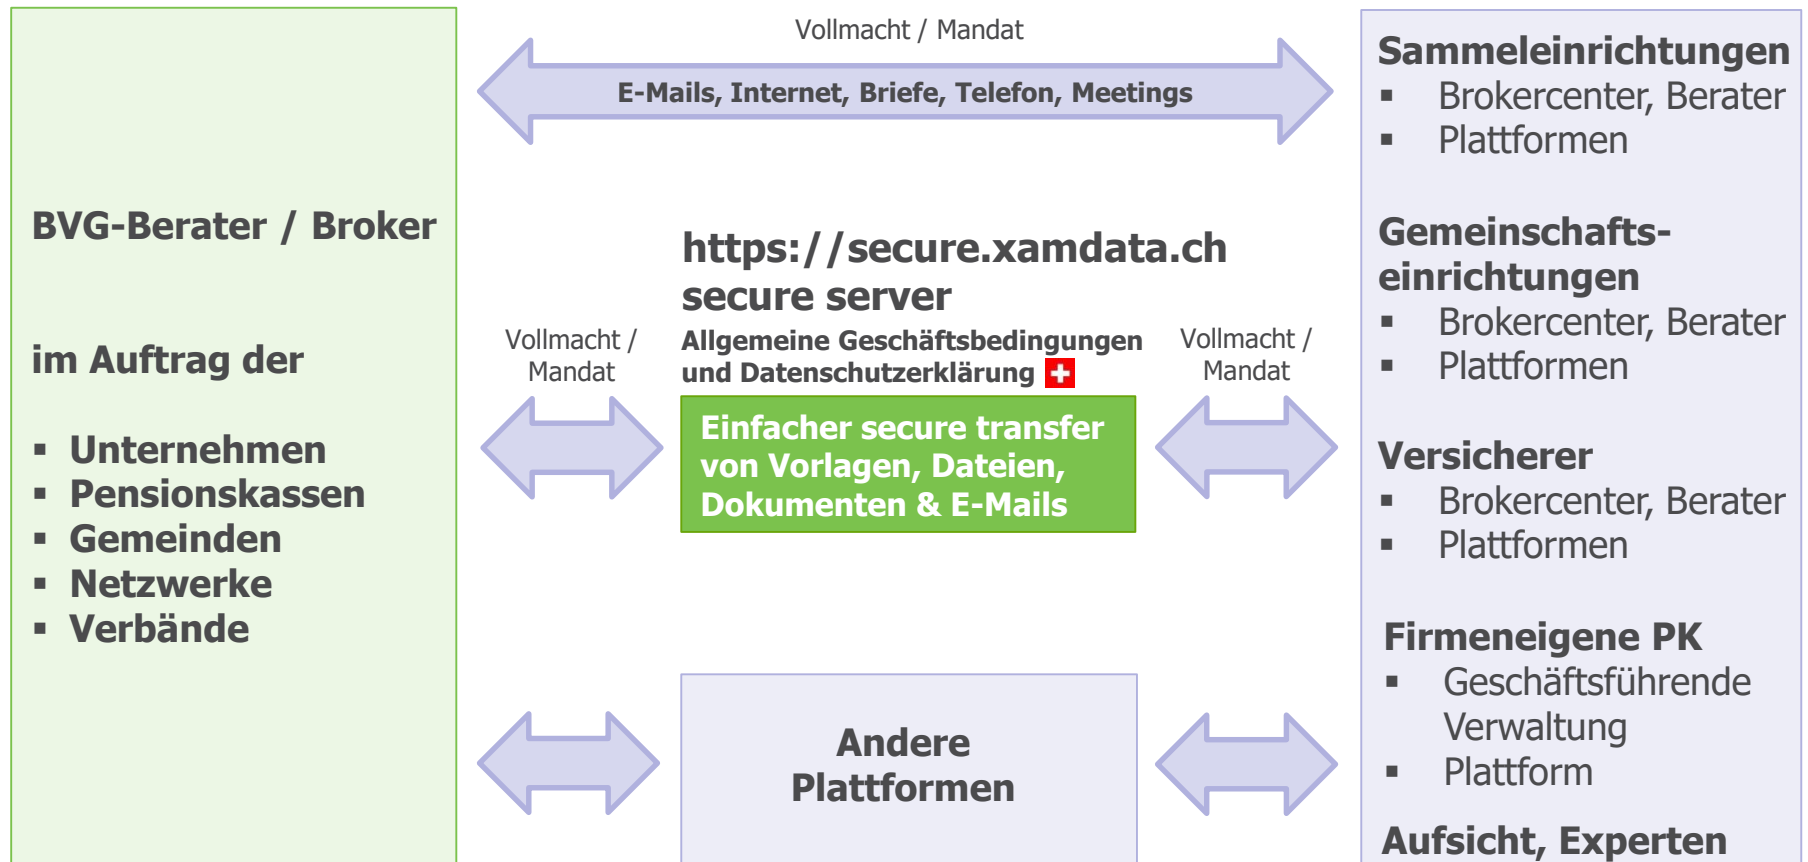 BVG-Berater / Broker
im Auftrag der
▪ Unternehmen
▪ Pensionskassen
▪ Gemeinden
▪ Netzwerke
▪ Verbände
Vollmacht / Mandat
E-Mails, Internet, Briefe, Telefon, Meetings
https://secure.xamdata.ch
secure server
Allgemeine Geschäftsbedingungen
und Datenschutzerklärung
Vollmacht /
Mandat
Einfacher secure transfer
von Vorlagen, Dateien,
Dokumenten & E-Mails
Vollmacht /
Mandat
Andere
Plattformen
Sammeleinrichtungen
▪ Brokercenter, Berater
▪ Plattformen
Gemeinschafts-
einrichtungen
▪ Brokercenter, Berater
▪ Plattformen
Versicherer
▪ Brokercenter, Berater
▪ Plattformen
Firmeneigene PK
▪ Geschäftsführende
Verwaltung
▪ Plattform
Aufsicht, Experten